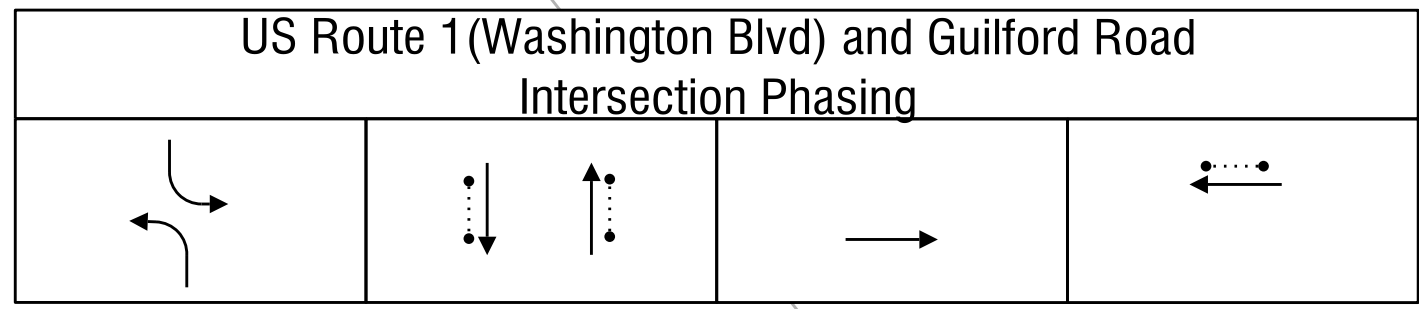 US Route 1(Washington Blvd) and Guilford Road
Intersection Phasing